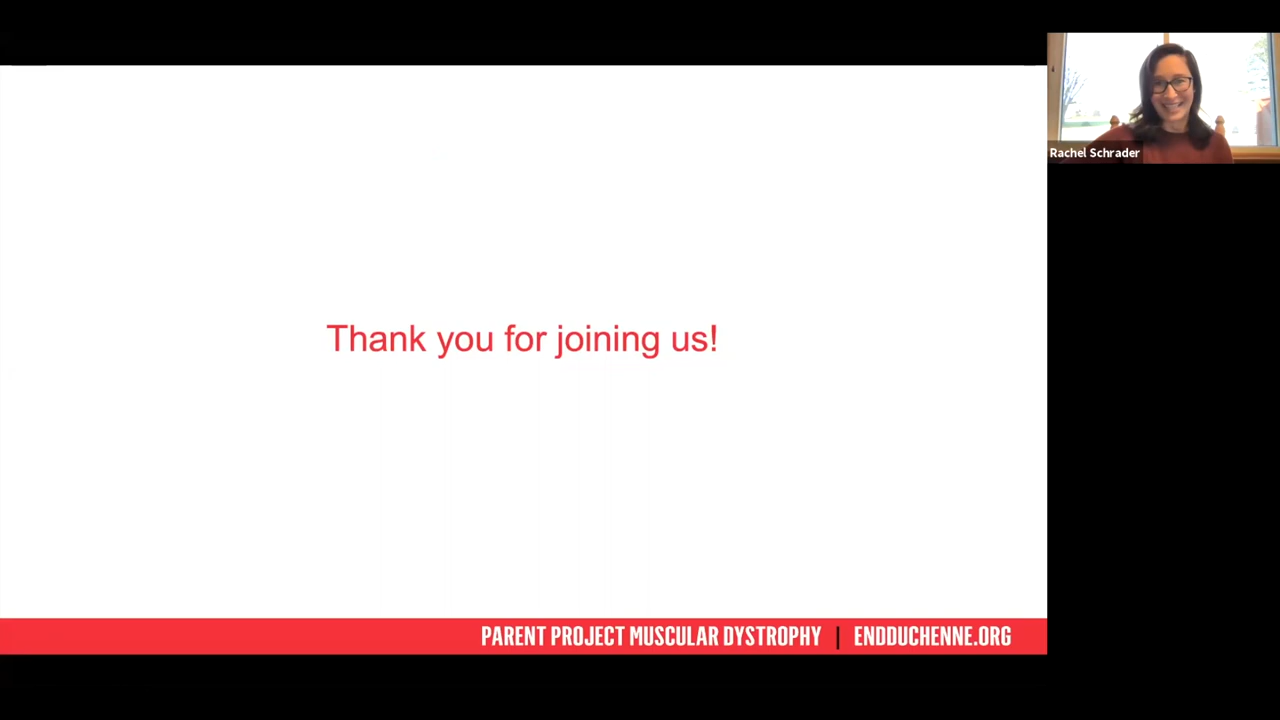 Rachel Schrader
Thank you for joining us!
PARENT PROJECT MUSCULAR DYSTROPHY | ENDDUCHENNE.ORG